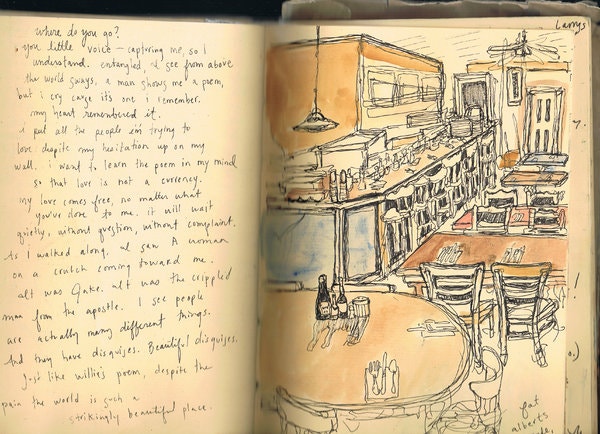 where do you go?
you little voice — capturing me, so I
understand. entangled, I see from above
the world sways, a man shows me a poem,
but i cry cause it's one i remember.
my heart remembered it.
i put all the people i'm trying to
love despite my hesitation up on my
wall. i want to learn the poem in my mind
so that love is not a currency.
my love comes free, no matter what
you've done to me. it will wait
quietly, without question, without complaint.
As I walked along, I saw A woman
on a crutch coming toward me.
it was Jake. it was the crippled
man from the apostle. I see people
are actually many different things.
And they have disguises. Beautiful disguises.
Just like willie's poem, despite the
pain the world is such a
strikingly beautiful place.
Larrys
fat
alberts